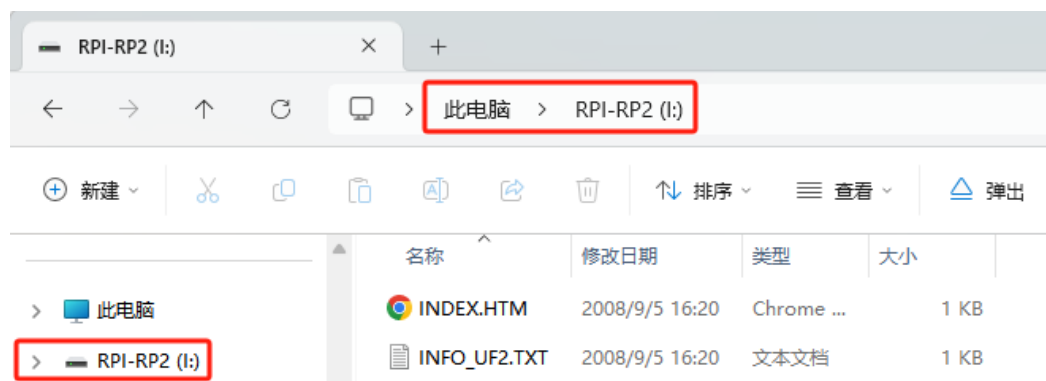 RPI-RP2 (I:)
此电脑 > RPI-RP2 (I:)
新建 排序 查看 弹出
名称 修改日期 类型 大小
此电脑
INDEX.HTM 2008/9/5 16:20 Chrome ... 1 KB
RPI-RP2 (I:)
INFO_UF2.TXT 2008/9/5 16:20 文本文档 1 KB